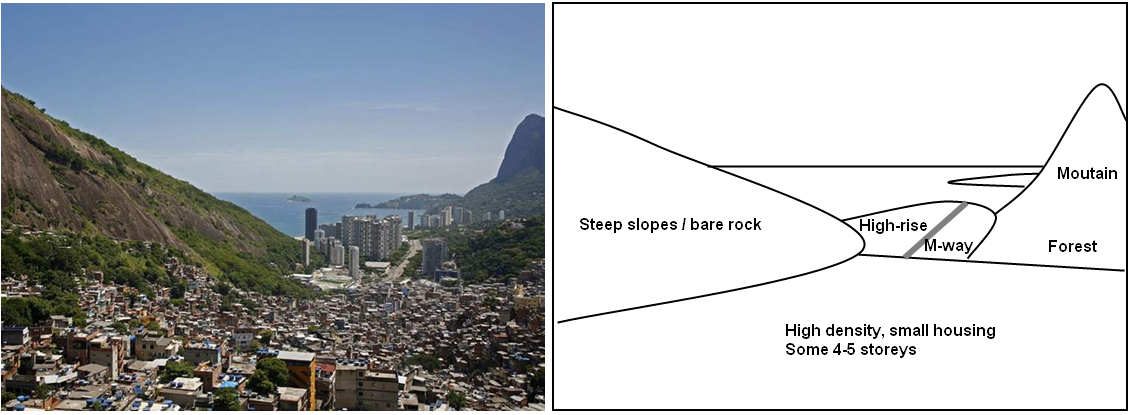 Moutain
Steep slopes / bare rock
High-rise
M-way
Forest
High density, small housing
Some 4-5 storeys